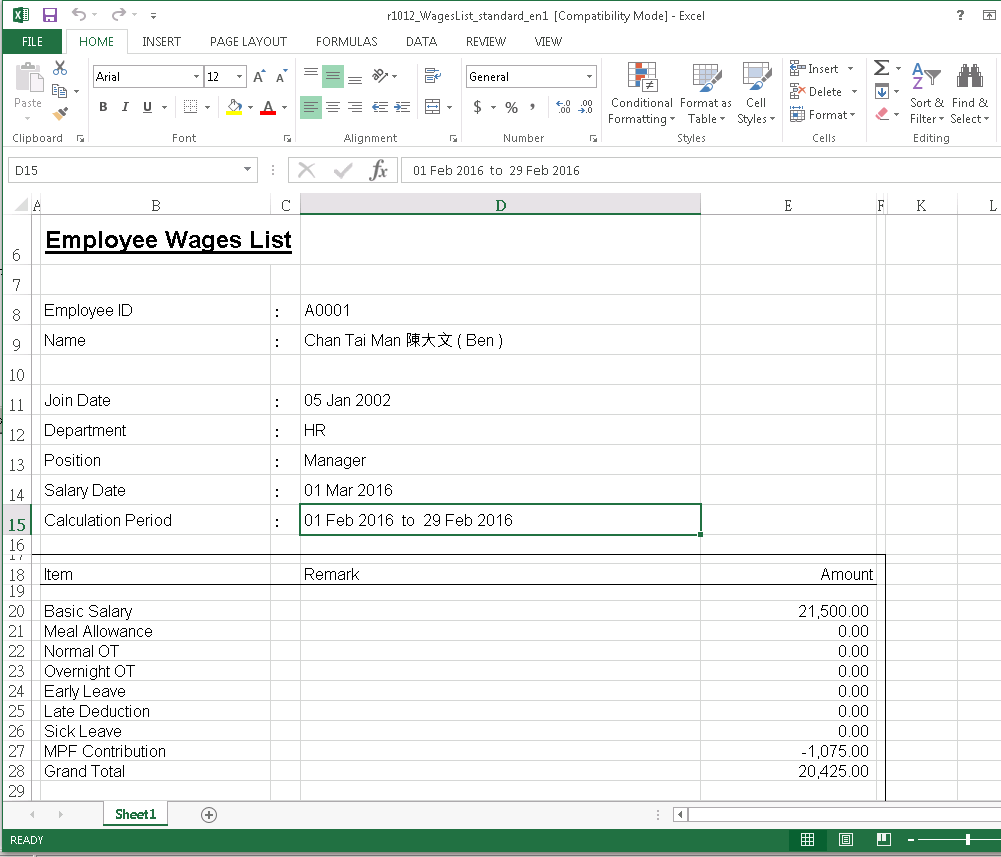 r1012_WagesList_standard_en1 [Compatibility Mode] - Excel
?
FILE HOME INSERT PAGE LAYOUT FORMULAS DATA REVIEW VIEW
Paste
Clipboard
Arial 12 A A
B I U A
Font
Alignment
General
$ % , .0 .00 .00 .0
Number
Conditional Formatting
Format as Table
Cell Styles
Styles
Insert
Delete
Format
Cells
Σ
A Z
Sort & Filter
Find & Select
Editing
D15 fx 01 Feb 2016 to 29 Feb 2016
A B C D E F K L
6 Employee Wages List
7
8 Employee ID : A0001
9 Name : Chan Tai Man 陳大文 ( Ben )
10
11 Join Date : 05 Jan 2002
12 Department : HR
13 Position : Manager
14 Salary Date : 01 Mar 2016
15 Calculation Period : 01 Feb 2016 to 29 Feb 2016
16
17
18 Item Remark Amount
19
20 Basic Salary 21,500.00
21 Meal Allowance 0.00
22 Normal OT 0.00
23 Overnight OT 0.00
24 Early Leave 0.00
25 Late Deduction 0.00
26 Sick Leave 0.00
27 MPF Contribution -1,075.00
28 Grand Total 20,425.00
29
Sheet1
READY